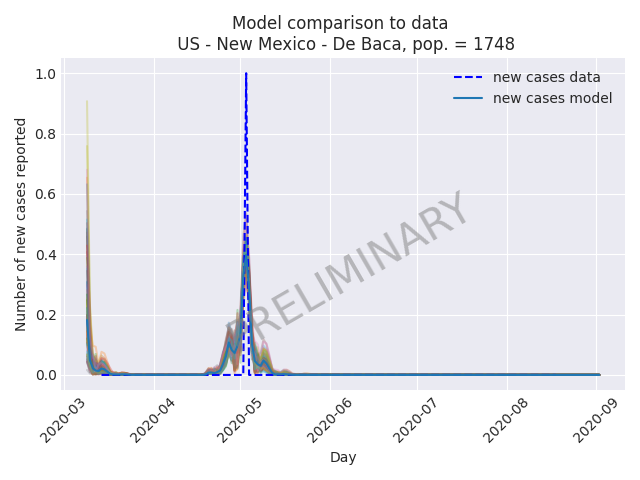 Model comparison to data
US - New Mexico - De Baca, pop. = 1748
new cases data
new cases model
Number of new cases reported
1.0
0.8
0.6
0.4
0.2
0.0
PRELIMINARY
2020-03
2020-04
2020-05
2020-06
2020-07
2020-08
2020-09
Day